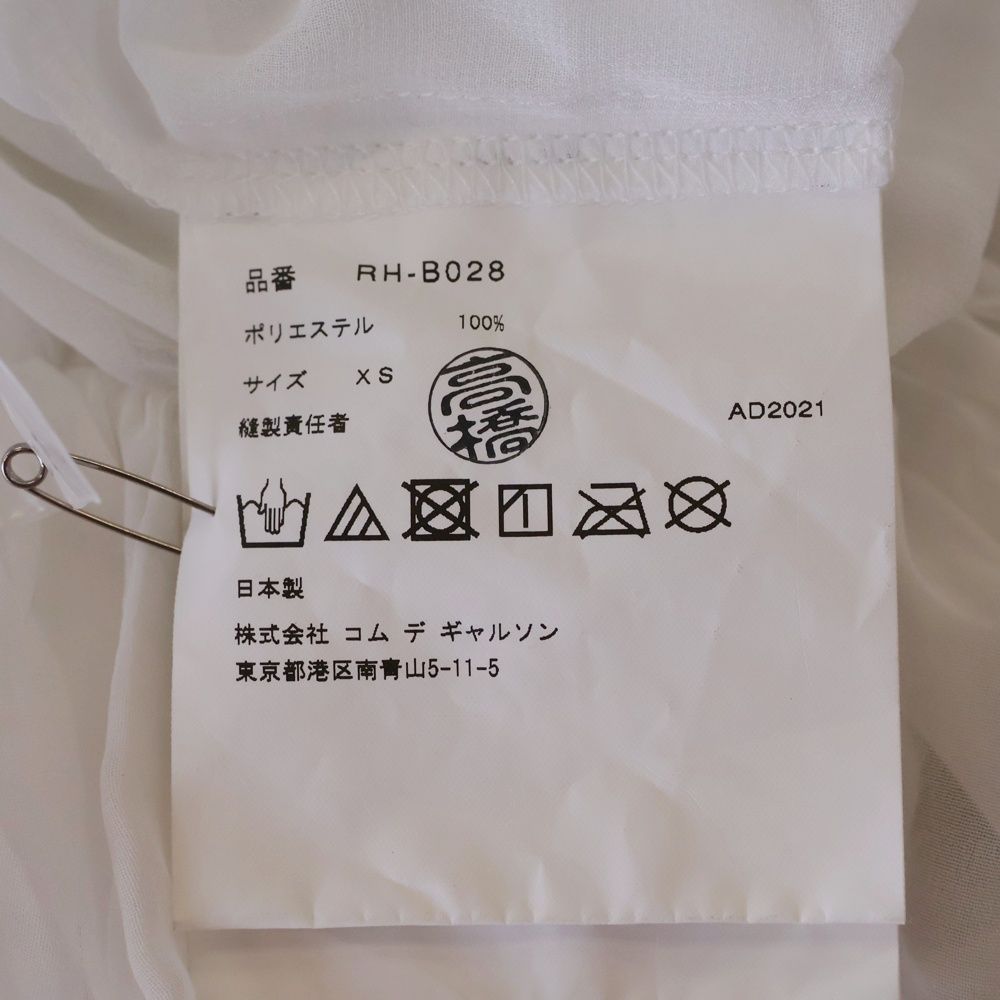 品番 RH-B028
ポリエステル 100%
サイズ XS
縫製責任者 高橋
AD2021
日本製
株式会社 コム デ ギャルソン
東京都港区南青山5-11-5